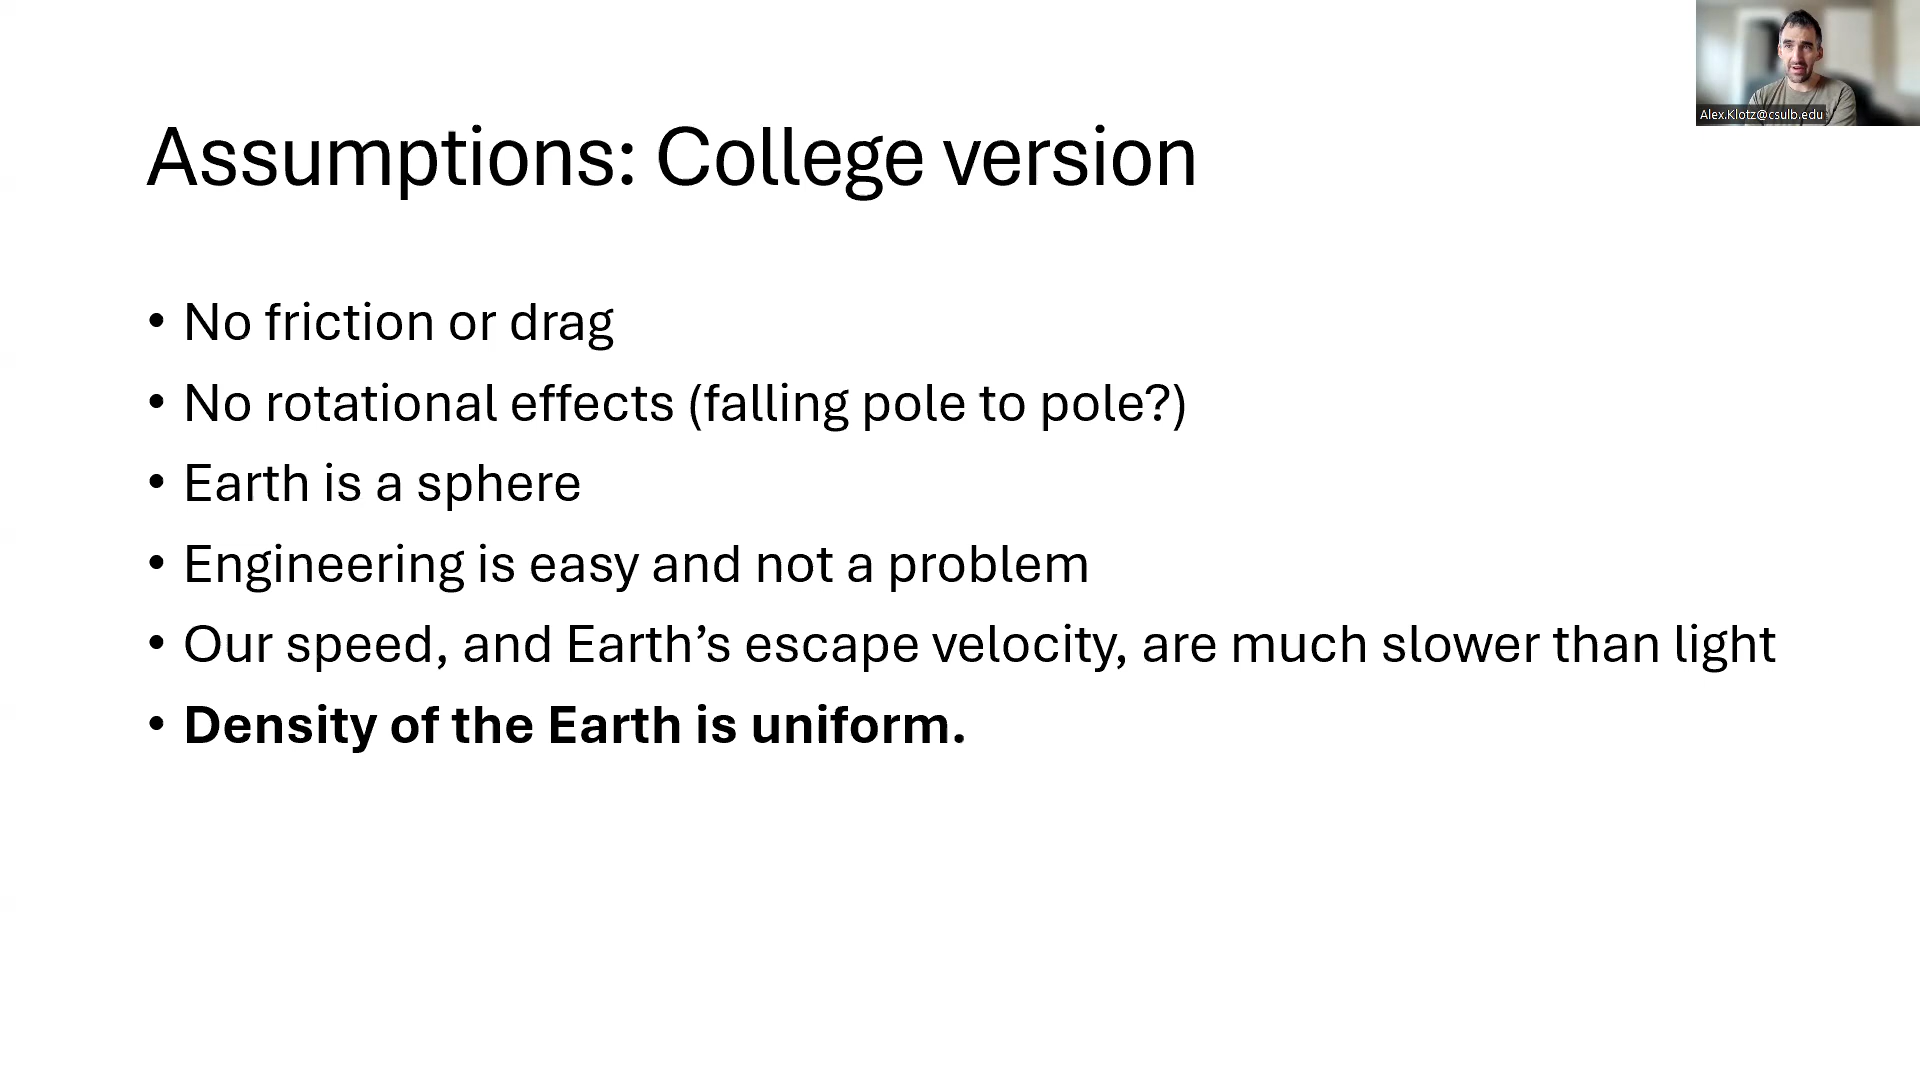 Alex.Klotz@csulb.edu
Assumptions: College version
• No friction or drag
• No rotational effects (falling pole to pole?)
• Earth is a sphere
• Engineering is easy and not a problem
• Our speed, and Earth’s escape velocity, are much slower than light
• Density of the Earth is uniform.